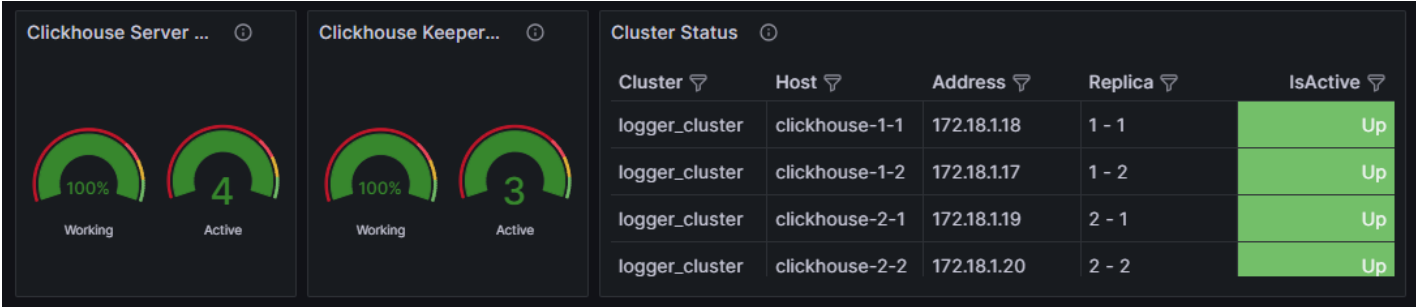 Clickhouse Server ...
100%
Working
4
Active
Clickhouse Keeper...
100%
Working
3
Active
Cluster Status
Cluster Host Address Replica IsActive
logger_cluster clickhouse-1-1 172.18.1.18 1 - 1 Up
logger_cluster clickhouse-1-2 172.18.1.17 1 - 2 Up
logger_cluster clickhouse-2-1 172.18.1.19 2 - 1 Up
logger_cluster clickhouse-2-2 172.18.1.20 2 - 2 Up